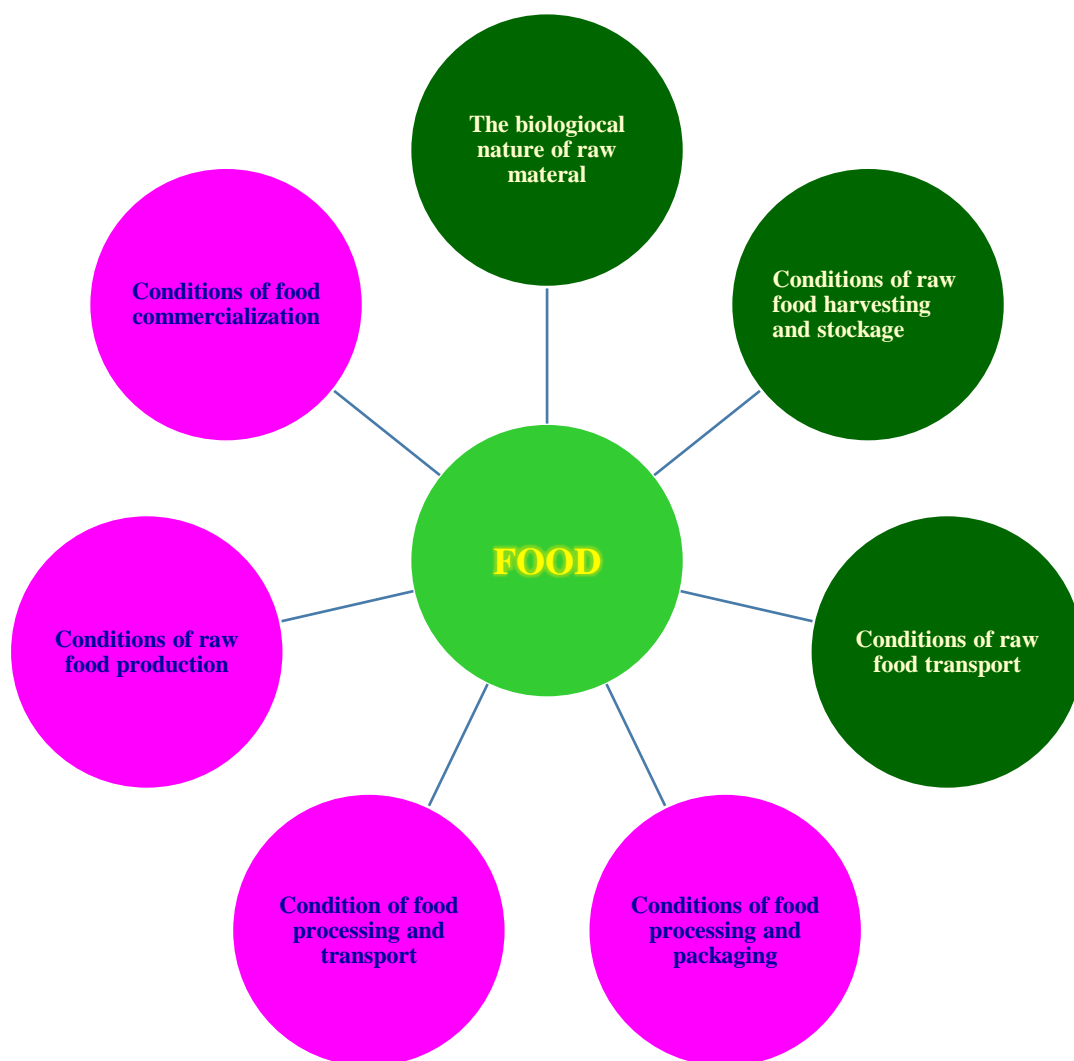 The biologiocal
nature of raw
materal
Conditions of raw
food harvesting
and stockage
Conditions of raw
food transport
Conditions of food
processing and
packaging
Condition of food
processing and
transport
Conditions of raw
food production
Conditions of food
commercialization
FOOD